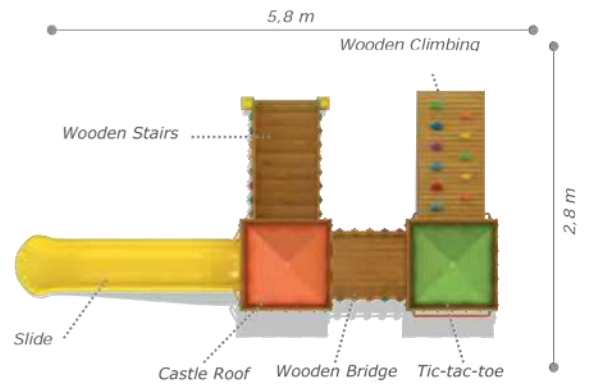 5,8 m
Wooden Climbing
Wooden Stairs
2,8 m
Slide
Castle Roof
Wooden Bridge
Tic-tac-toe